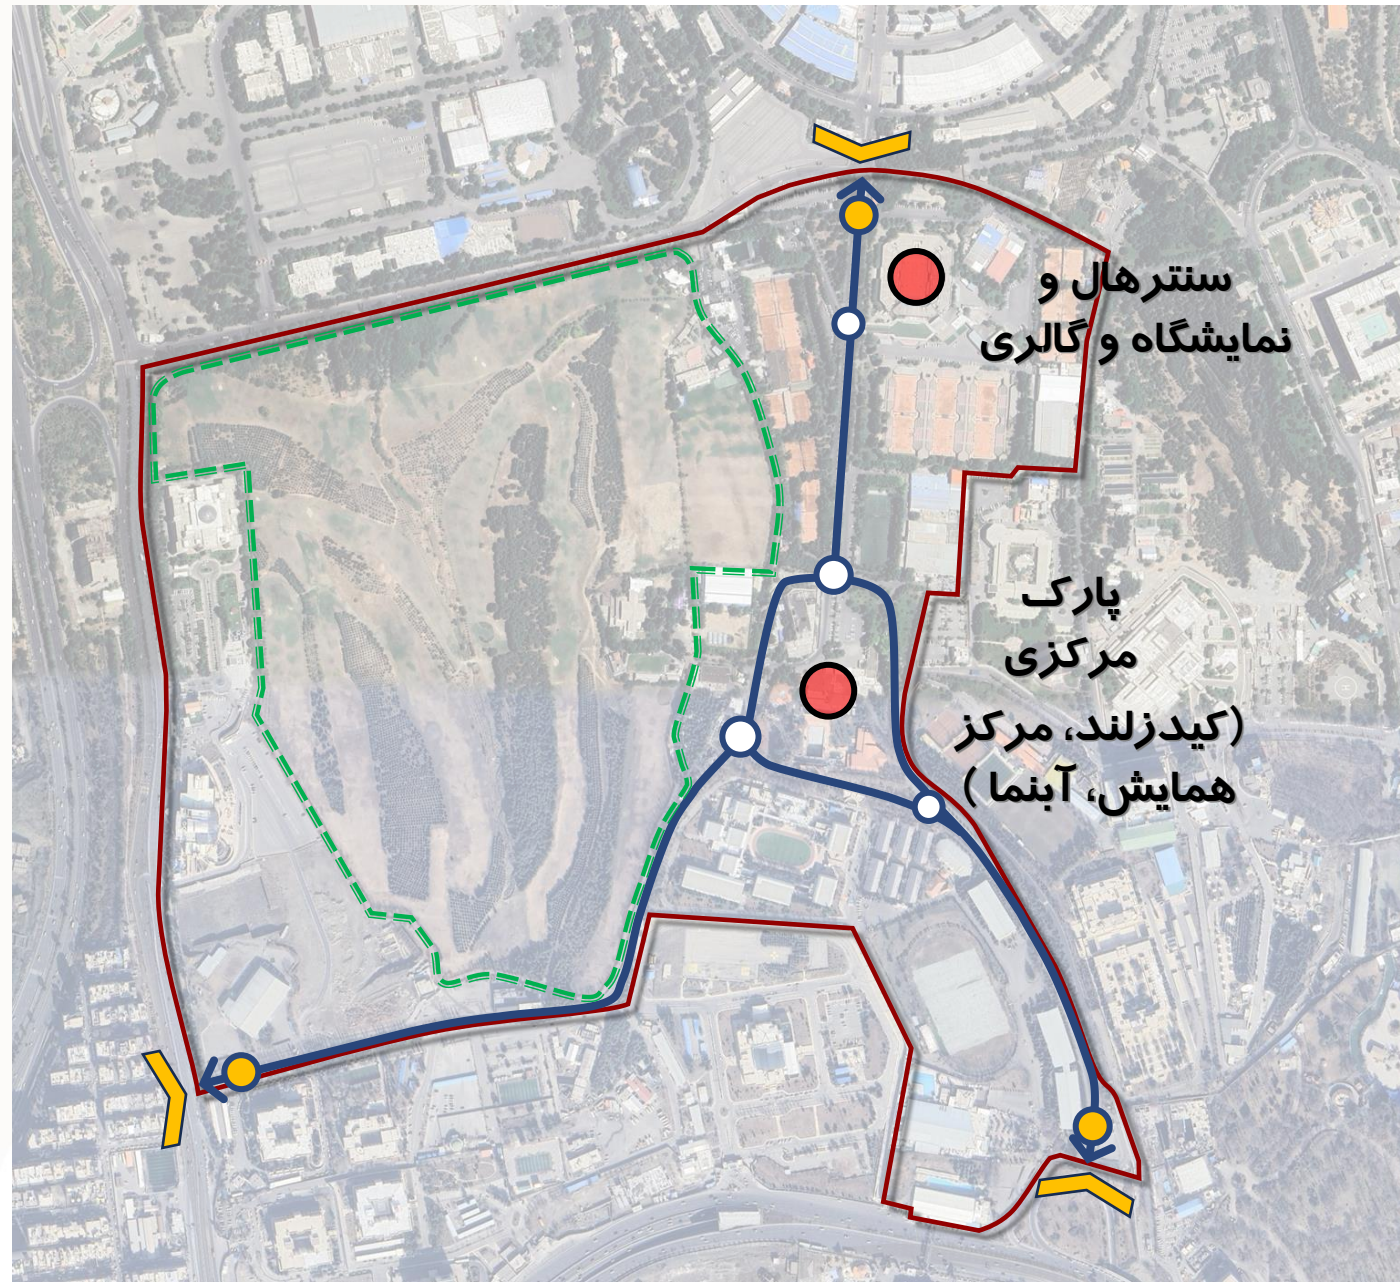 سنترهال و
نمایشگاه و گالری
پارک
مرکزی
(کیدزلند، مرکز
همایش، آبنما )